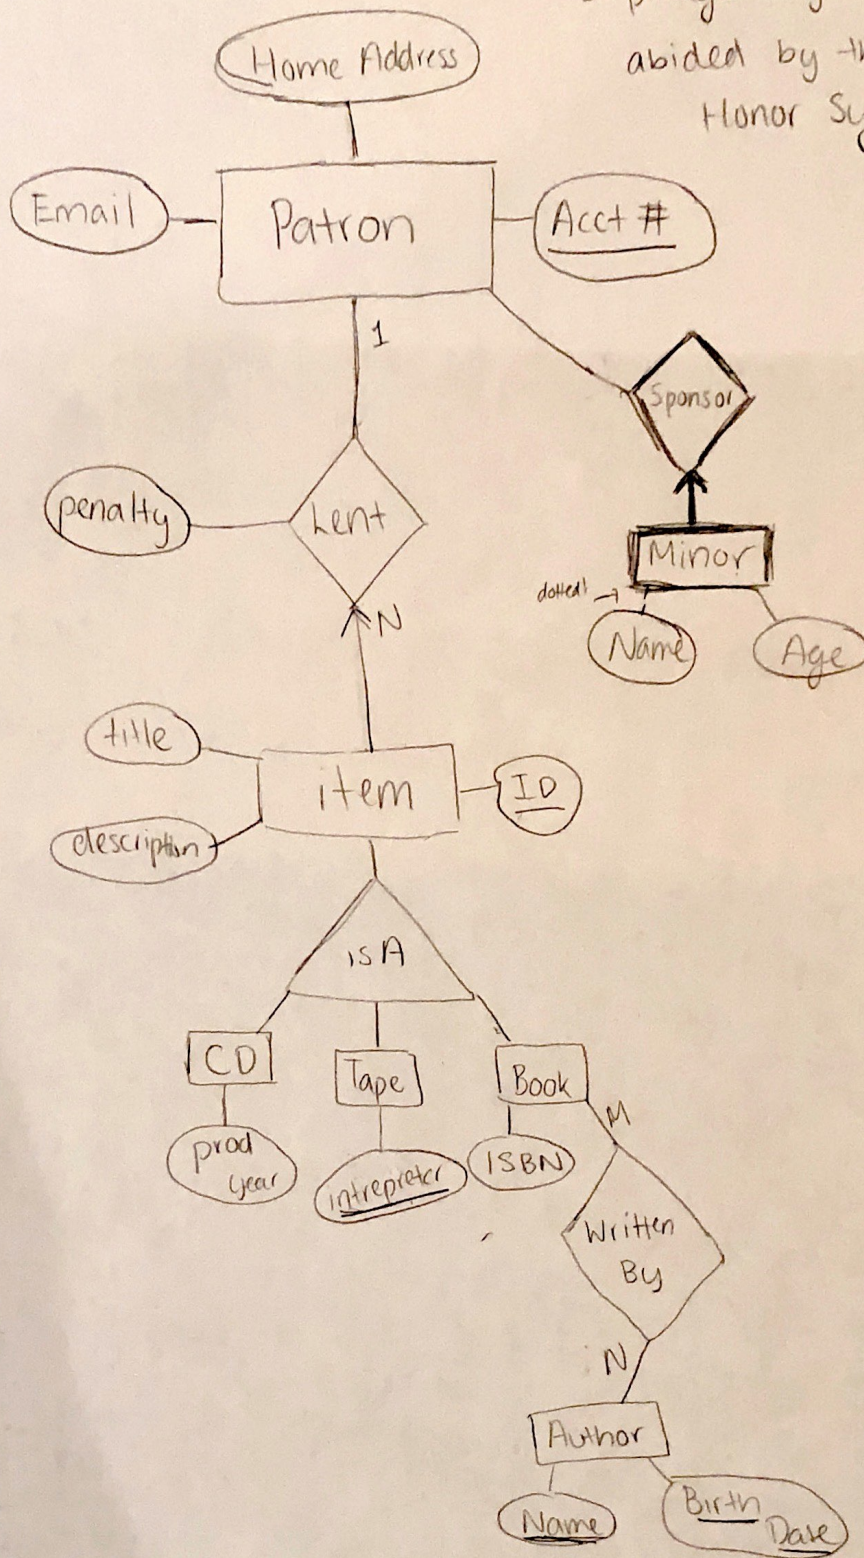 Home Address
abided by
Honor
Email
Patron
Acct #
1
Sponsor
penalty
Lent
Minor
dotted!
N
Name
Age
title
item
ID
description
isA
CD
Tape
Book
M
prod
year
intrepreter
ISBN
Written
By
N
Author
Name
Birth
Date